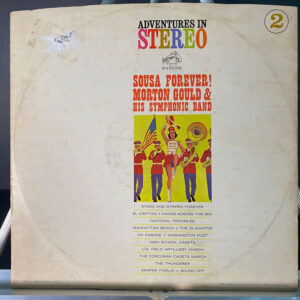 ADVENTURES IN
STEREO
2
RCA VICTOR
SOUSA FOREVER!
MORTON GOULD &
HIS SYMPHONIC BAND
STARS AND STRIPES FOREVER
EL CAPITAN • HANDS ACROSS THE SEA
NATIONAL FENCIBLES
MANHATTAN BEACH • THE GLADIATOR
ON PARADE • WASHINGTON POST
HIGH SCHOOL CADETS
U.S. FIELD ARTILLERY MARCH
THE CORCORAN CADETS MARCH
THE THUNDERER
SEMPER FIDELIS • SOUND OFF